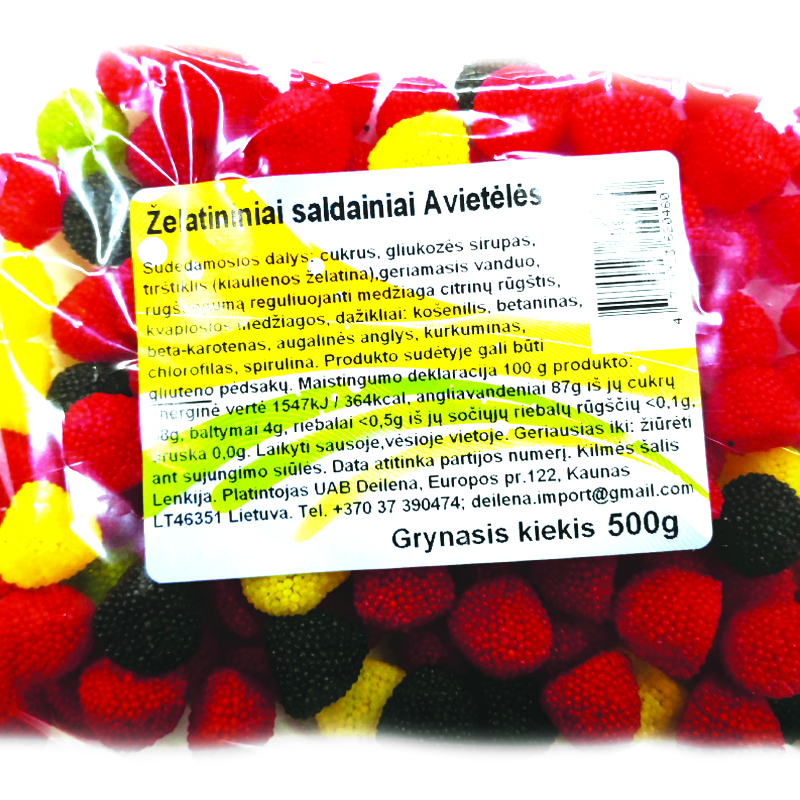 Želatininiai saldainiai Avietėlės
Sudedamosios dalys: cukrus, gliukozės sirupas,
tirštiklis (kiaulienos želatina),geriamasis vanduo,
reguliuojanti medžiaga citrinų rūgštis,
kvapiosios medžiagos, dažikliai: košenilis, betaninas,
beta-karotenas, augalinės anglys, kurkuminas,
chlorofilas, spirulina. Produkto sudėtyje gali būti
gliuteno pėdsakų. Maistingumo deklaracija 100 g produkto:
energinė vertė 1547kJ / 364kcal, angliavandeniai 87g iš jų cukrų
baltymai 4g, riebalai <0,5g iš jų sočiųjų riebalų rūgščių <0,1g,
druska 0,0g. Laikyti sausoje,vėsioje vietoje. Geriausias iki: žiūrėti
ant sujungimo siūlės. Data atitinka partijos numerį. Kilmės šalis
Lenkija. Platintojas UAB Deilena, Europos pr.122, Kaunas
LT46351 Lietuva. Tel. +370 37 390474; deilena.import@gmail.com
Grynasis kiekis 500g